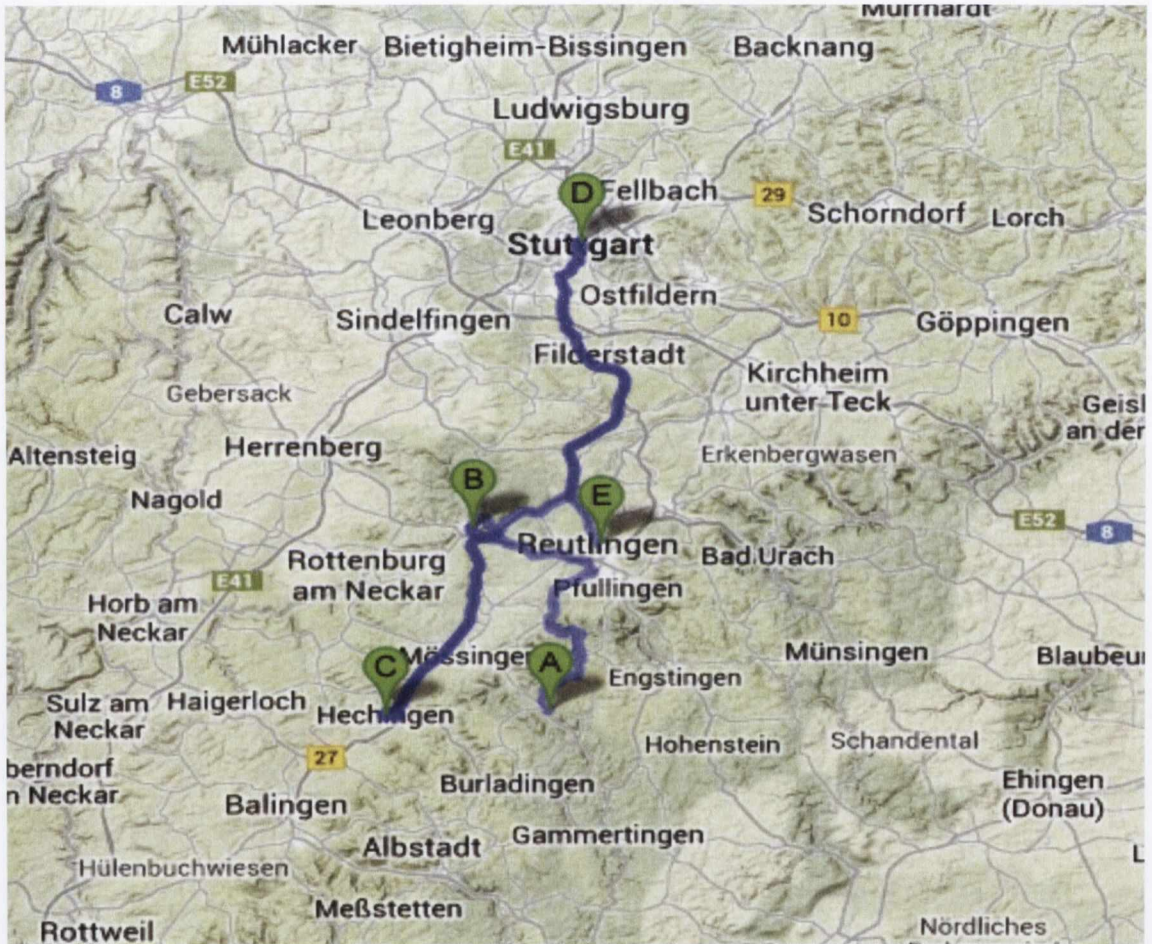 Murrhardt
Mühlacker
Bietigheim-Bissingen
Backnang
8
E52
Ludwigsburg
E41
D
Fellbach
29
Leonberg
Schorndorf
Lorch
Stuttgart
Ostfildern
Calw
Sindelfingen
10
Göppingen
Filderstadt
Kirchheim
unter Teck
Gebersack
Geisl
an der
Altensteig
Herrenberg
Erkenbergwasen
B
E
Nagold
E52
8
Reutlingen
Bad Urach
Rottenburg
am Neckar
E41
Pfullingen
Horb am
Neckar
C
Mössingen
A
Münsingen
Blaubeur
Engstingen
Sulz am
Neckar
Haigerloch
Hechingen
Hohenstein
Schandental
27
berndorf
n Neckar
Burladingen
Ehingen
(Donau)
Balingen
Albstadt
Gammertingen
L
Hülenbuchwiesen
Meßstetten
Rottweil
Nördliches